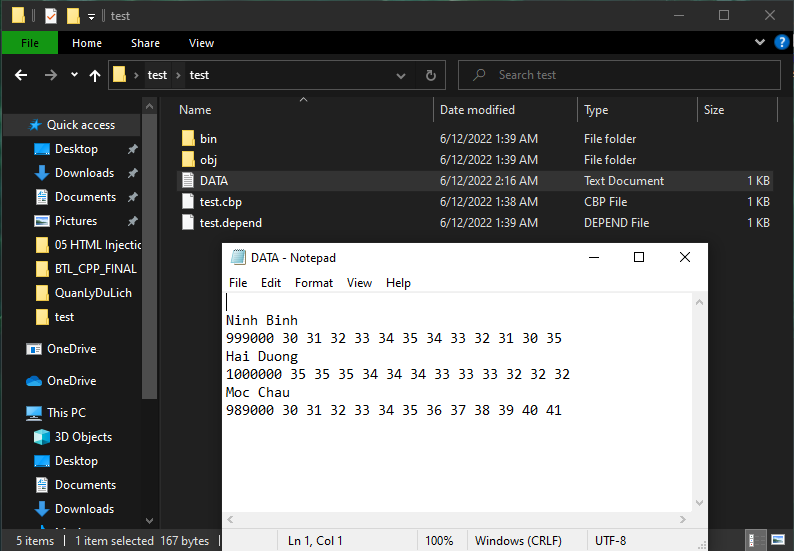 test
File Home Share View
test test
Search test
Name Date modified Type Size
Quick access
Desktop
Downloads
Documents
Pictures
05 HTML Injectic
BTL_CPP_FINAL
QuanLyDuLich
test
OneDrive
OneDrive
This PC
3D Objects
Desktop
Documents
Downloads
bin 6/12/2022 1:39 AM File folder
obj 6/12/2022 1:39 AM File folder
DATA 6/12/2022 2:16 AM Text Document 1 KB
test.cbp 6/12/2022 1:38 AM CBP File 1 KB
test.depend 6/12/2022 1:39 AM DEPEND File 1 KB
DATA - Notepad
File Edit Format View Help
Ninh Binh
999000 30 31 32 33 34 35 34 33 32 31 30 35
Hai Duong
1000000 35 35 35 34 34 34 33 33 33 32 32 32
Moc Chau
989000 30 31 32 33 34 35 36 37 38 39 40 41
Ln 1, Col 1 100% Windows (CRLF) UTF-8
5 items 1 item selected 167 bytes